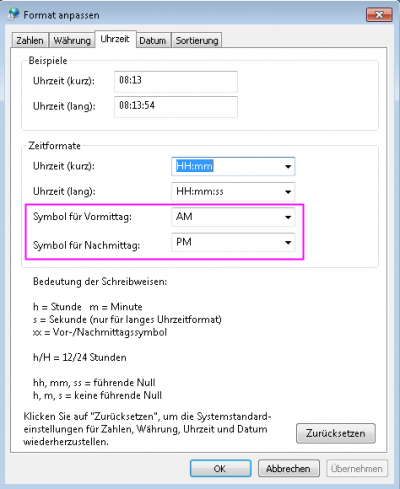 Format anpassen
Zahlen Währung Uhrzeit Datum Sortierung
Beispiele
Uhrzeit (kurz): 08:13
Uhrzeit (lang): 08:13:54
Zeitformate
Uhrzeit (kurz): HH:mm
Uhrzeit (lang): HH:mm:ss
Symbol für Vormittag: AM
Symbol für Nachmittag: PM
Bedeutung der Schreibweisen:
h = Stunde m = Minute
s = Sekunde (nur für langes Uhrzeitformat)
xx = Vor-/Nachmittagssymbol
h/H = 12/24 Stunden
hh, mm, ss = führende Null
h, m, s = keine führende Null
Klicken Sie auf "Zurücksetzen", um die Systemstandard-
einstellungen für Zahlen, Währung, Uhrzeit und Datum
wiederherzustellen.
Zurücksetzen
OK Abbrechen Übernehmen